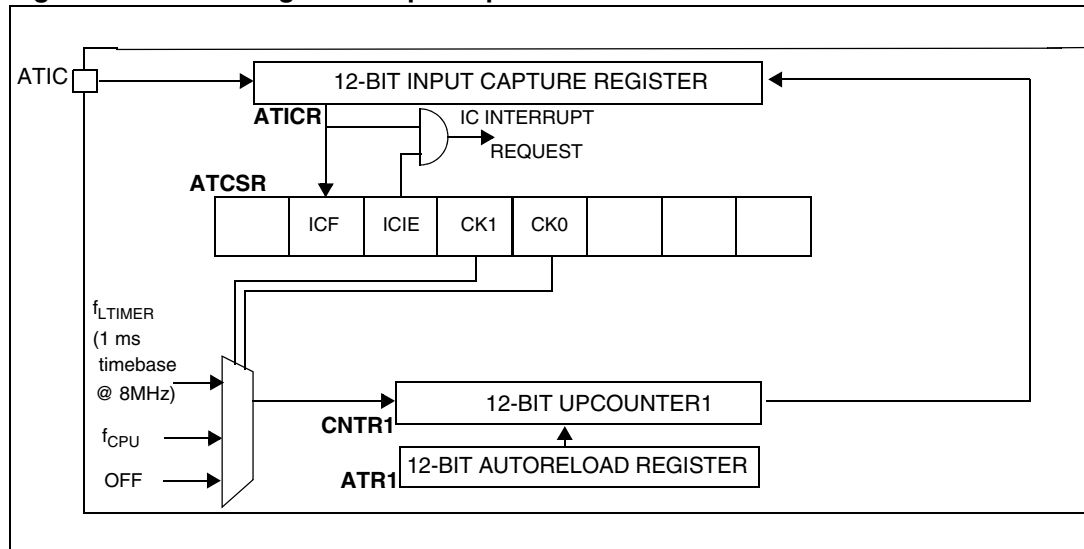 ATIC
12-BIT INPUT CAPTURE REGISTER
ATICR
IC INTERRUPT
REQUEST
ATCSR
ICF
ICIE
CK1
CK0
fLTIMER
(1 ms
timebase
@ 8MHz)
fCPU
OFF
12-BIT UPCOUNTER1
CNTR1
12-BIT AUTORELOAD REGISTER
ATR1